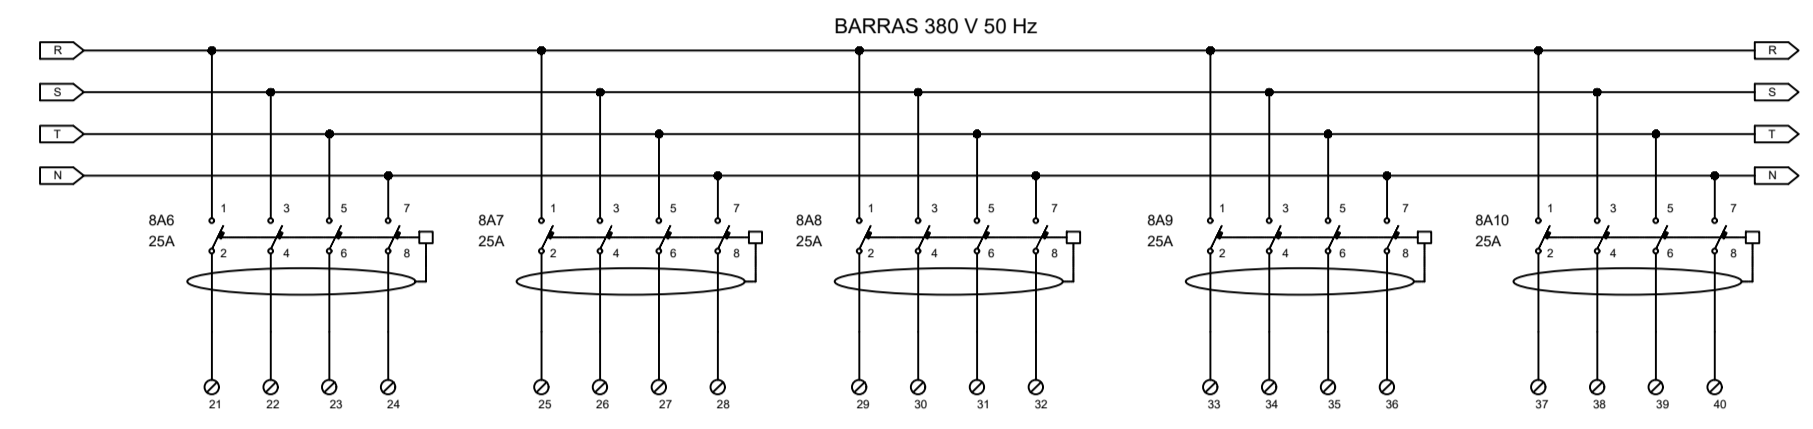 BARRAS 380 V 50 Hz
R R
S S
T T
N N
8A6 1 3 5 7 8A7 1 3 5 7 8A8 1 3 5 7 8A9 1 3 5 7 8A10 1 3 5 7
25A 25A 25A 25A 25A
2 4 6 8 2 4 6 8 2 4 6 8 2 4 6 8 2 4 6 8
21 22 23 24 25 26 27 28 29 30 31 32 33 34 35 36 37 38 39 40